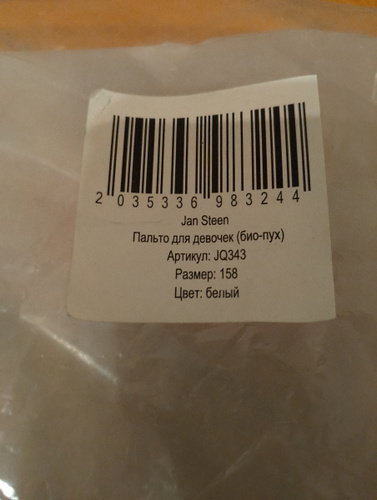 2 035336 983244
Jan Steen
Пальто для девочек (био-пух)
Артикул: JQ343
Размер: 158
Цвет: белый